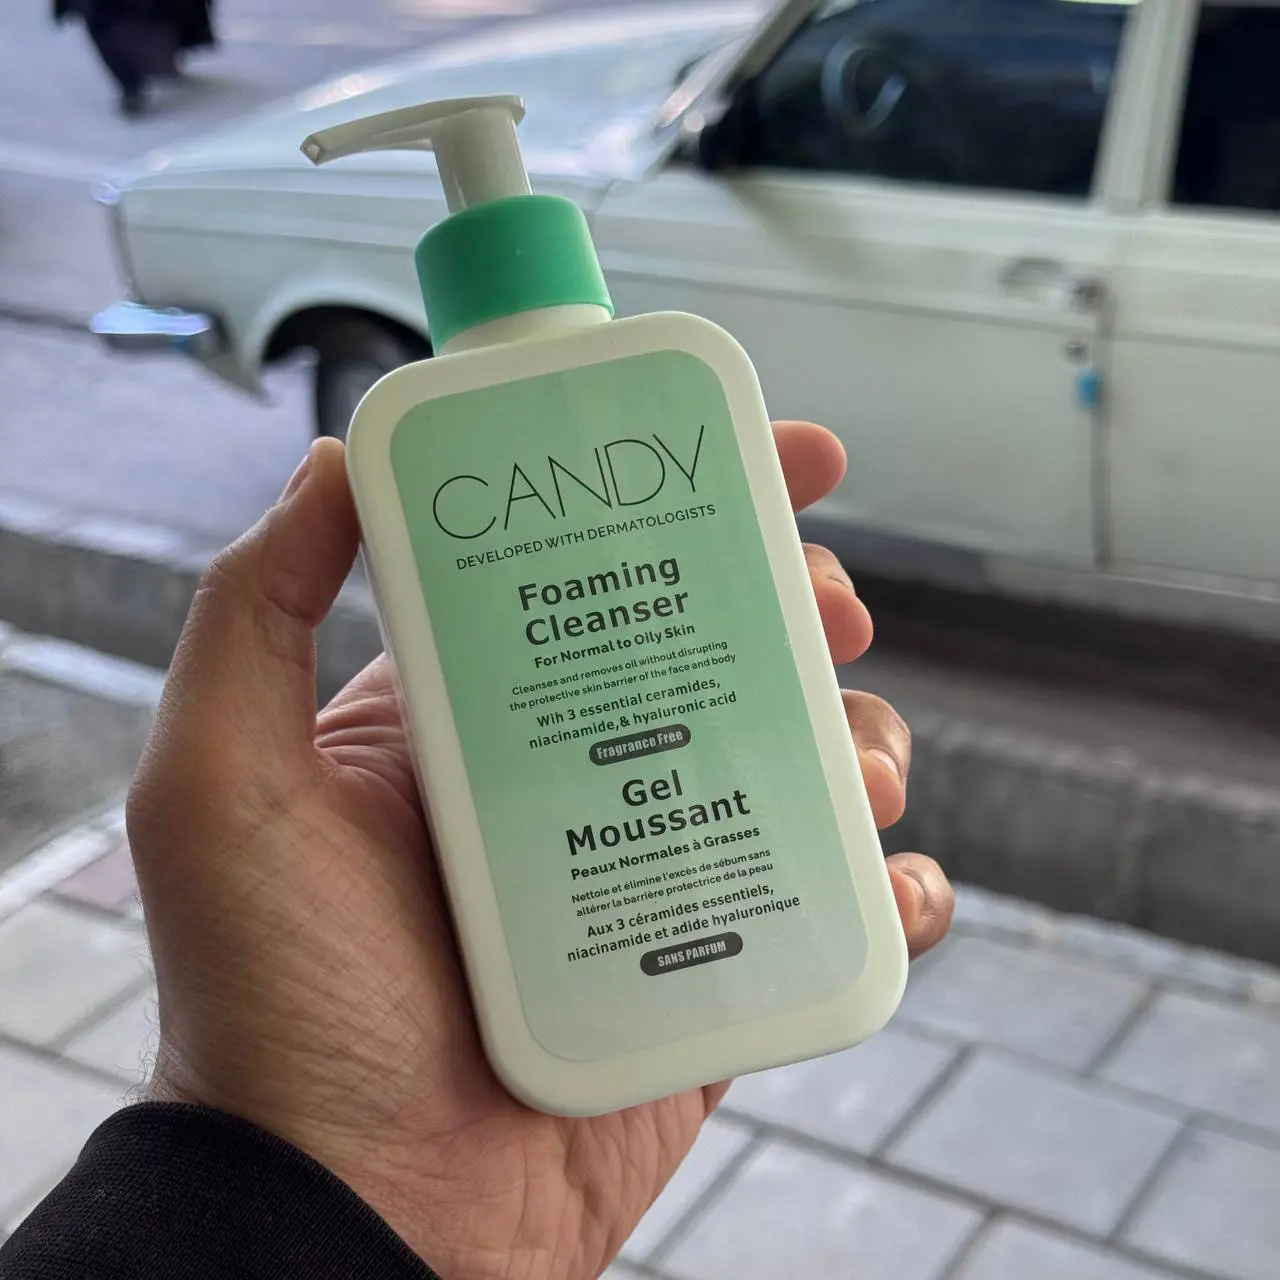 CANDY
DEVELOPED WITH DERMATOLOGISTS
Foaming
Cleanser
For Normal to Oily Skin
Cleanses and removes oil without disrupting
the protective skin barrier of the face and body
Wih 3 essential ceramides,
niacinamide,& hyaluronic acid
Fragrance Free
Gel
Moussant
Peaux Normales à Grasses
Nettoie et élimine l'excès de sébum sans
altérer la barrière protectrice de la peau
Aux 3 céramides essentiels,
niacinamide et adide hyaluronique
SANS PARFUM